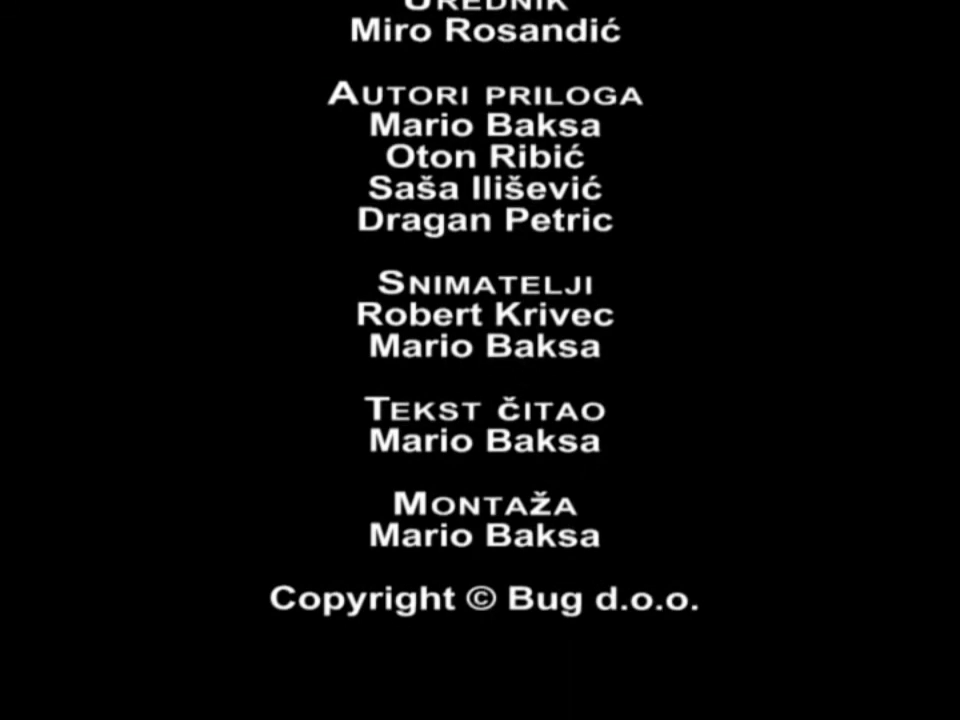 UREDNIK
Miro Rosandić
AUTORI PRILOGA
Mario Baksa
Oton Ribić
Saša Ilišević
Dragan Petric
SNIMATELJI
Robert Krivec
Mario Baksa
TEKST ČITAO
Mario Baksa
MONTAŽA
Mario Baksa
Copyright © Bug d.o.o.